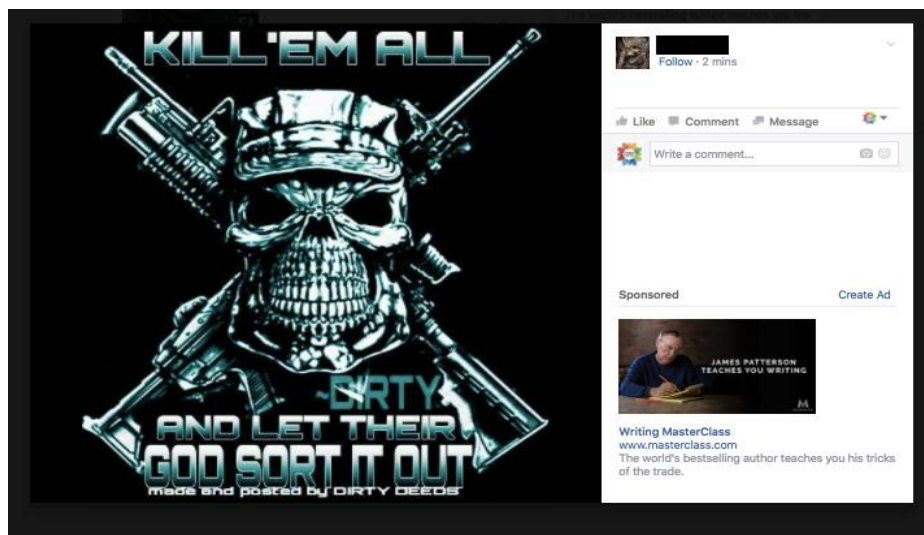 KILL 'EM ALL
~DIRTY
AND LET THEIR
GOD SORT IT OUT
made and posted by DIRTY DEEDS
Follow · 2 mins
Like Comment Message
Write a comment...
Sponsored Create Ad
JAMES PATTERSON
TEACHES YOU WRITING
M
Writing MasterClass
www.masterclass.com
The world's bestselling author teaches you his tricks
of the trade.